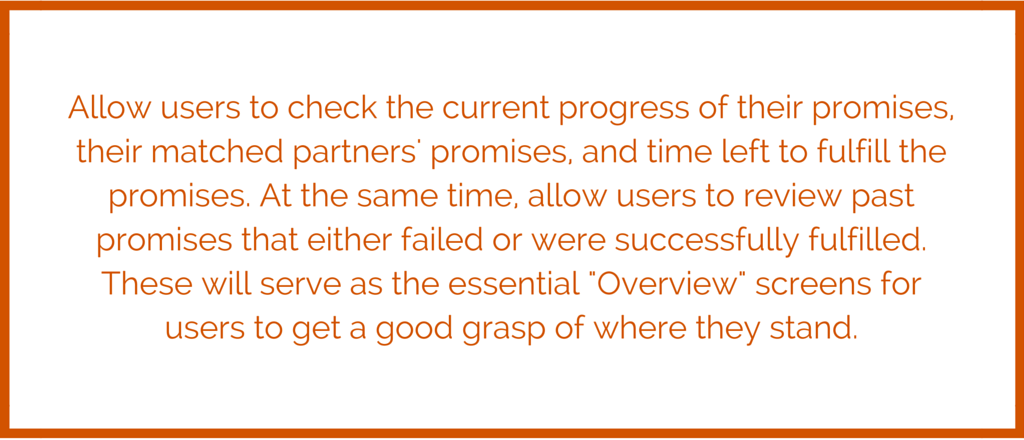 Allow users to check the current progress of their promises,
their matched partners' promises, and time left to fulfill the
promises. At the same time, allow users to review past
promises that either failed or were successfully fulfilled.
These will serve as the essential "Overview" screens for
users to get a good grasp of where they stand.